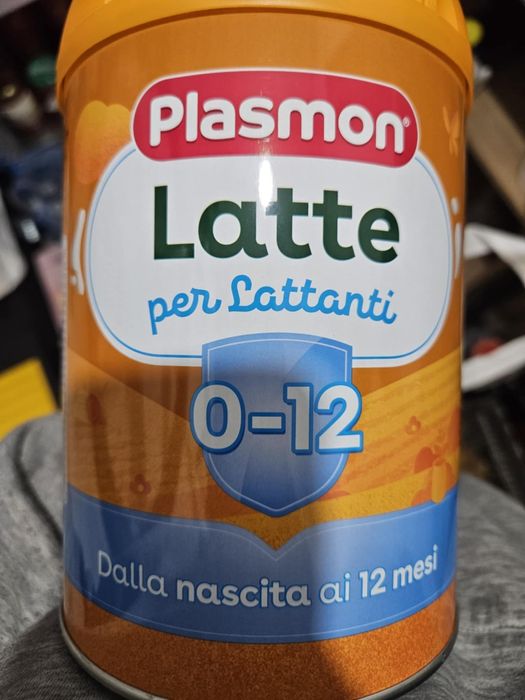 Plasmon®
Latte
per Lattanti
0-12
Dalla nascita ai 12 mesi